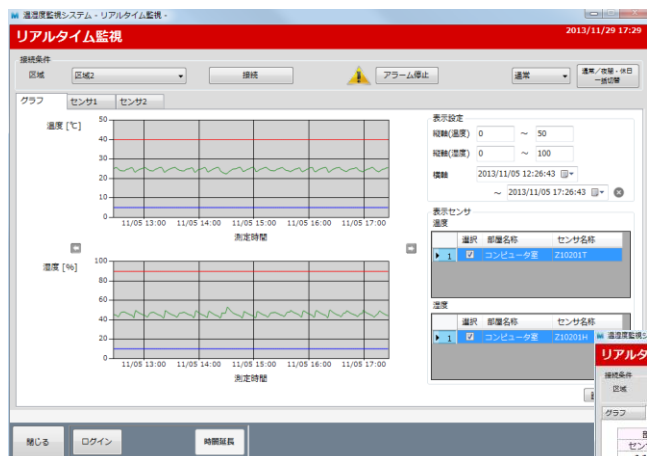 温湿度監視システム - リアルタイム監視 -
リアルタイム監視
2013/11/29 17:29
接続条件
区域
区域2
接続
アラーム停止
通常
通常／夜間・休日
一括切替
グラフ
センサ1
センサ2
温度 [℃]
50
40
30
20
10
0
11/05 13:00
11/05 14:00
11/05 15:00
11/05 16:00
11/05 17:00
測定時間
湿度 [%]
100
80
60
40
20
0
11/05 13:00
11/05 14:00
11/05 15:00
11/05 16:00
11/05 17:00
測定時間
表示設定
縦軸(温度) 0 ～ 50
縦軸(湿度) 0 ～ 100
横軸 2013/11/05 12:26:43
～ 2013/11/05 17:26:43
表示センサ
温度
選択 部屋名称 センサ名称
1 コンピュータ室 Z10201T
湿度
選択 部屋名称 センサ名称
1 コンピュータ室 Z10201H
閉じる
ログイン
時間延長
温湿度監視シ
リアルタ
接続条件
区域
グラフ
セン